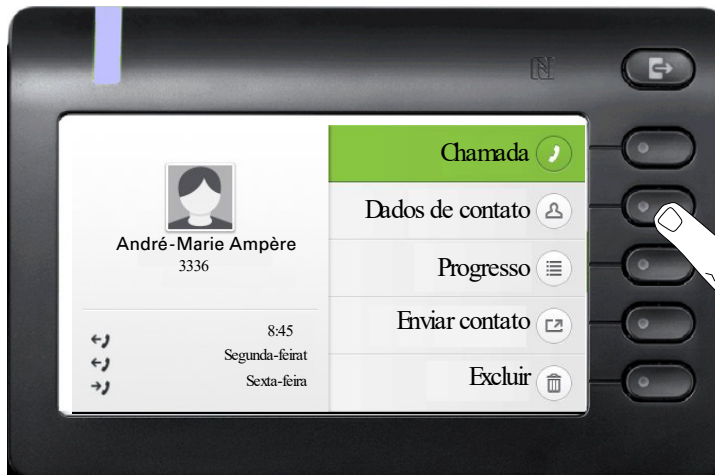 Chamada
Dados de contato
André-Marie Ampère
3336
Progresso
Enviar contato
8:45
Segunda-feirat
Sexta-feira
Excluir